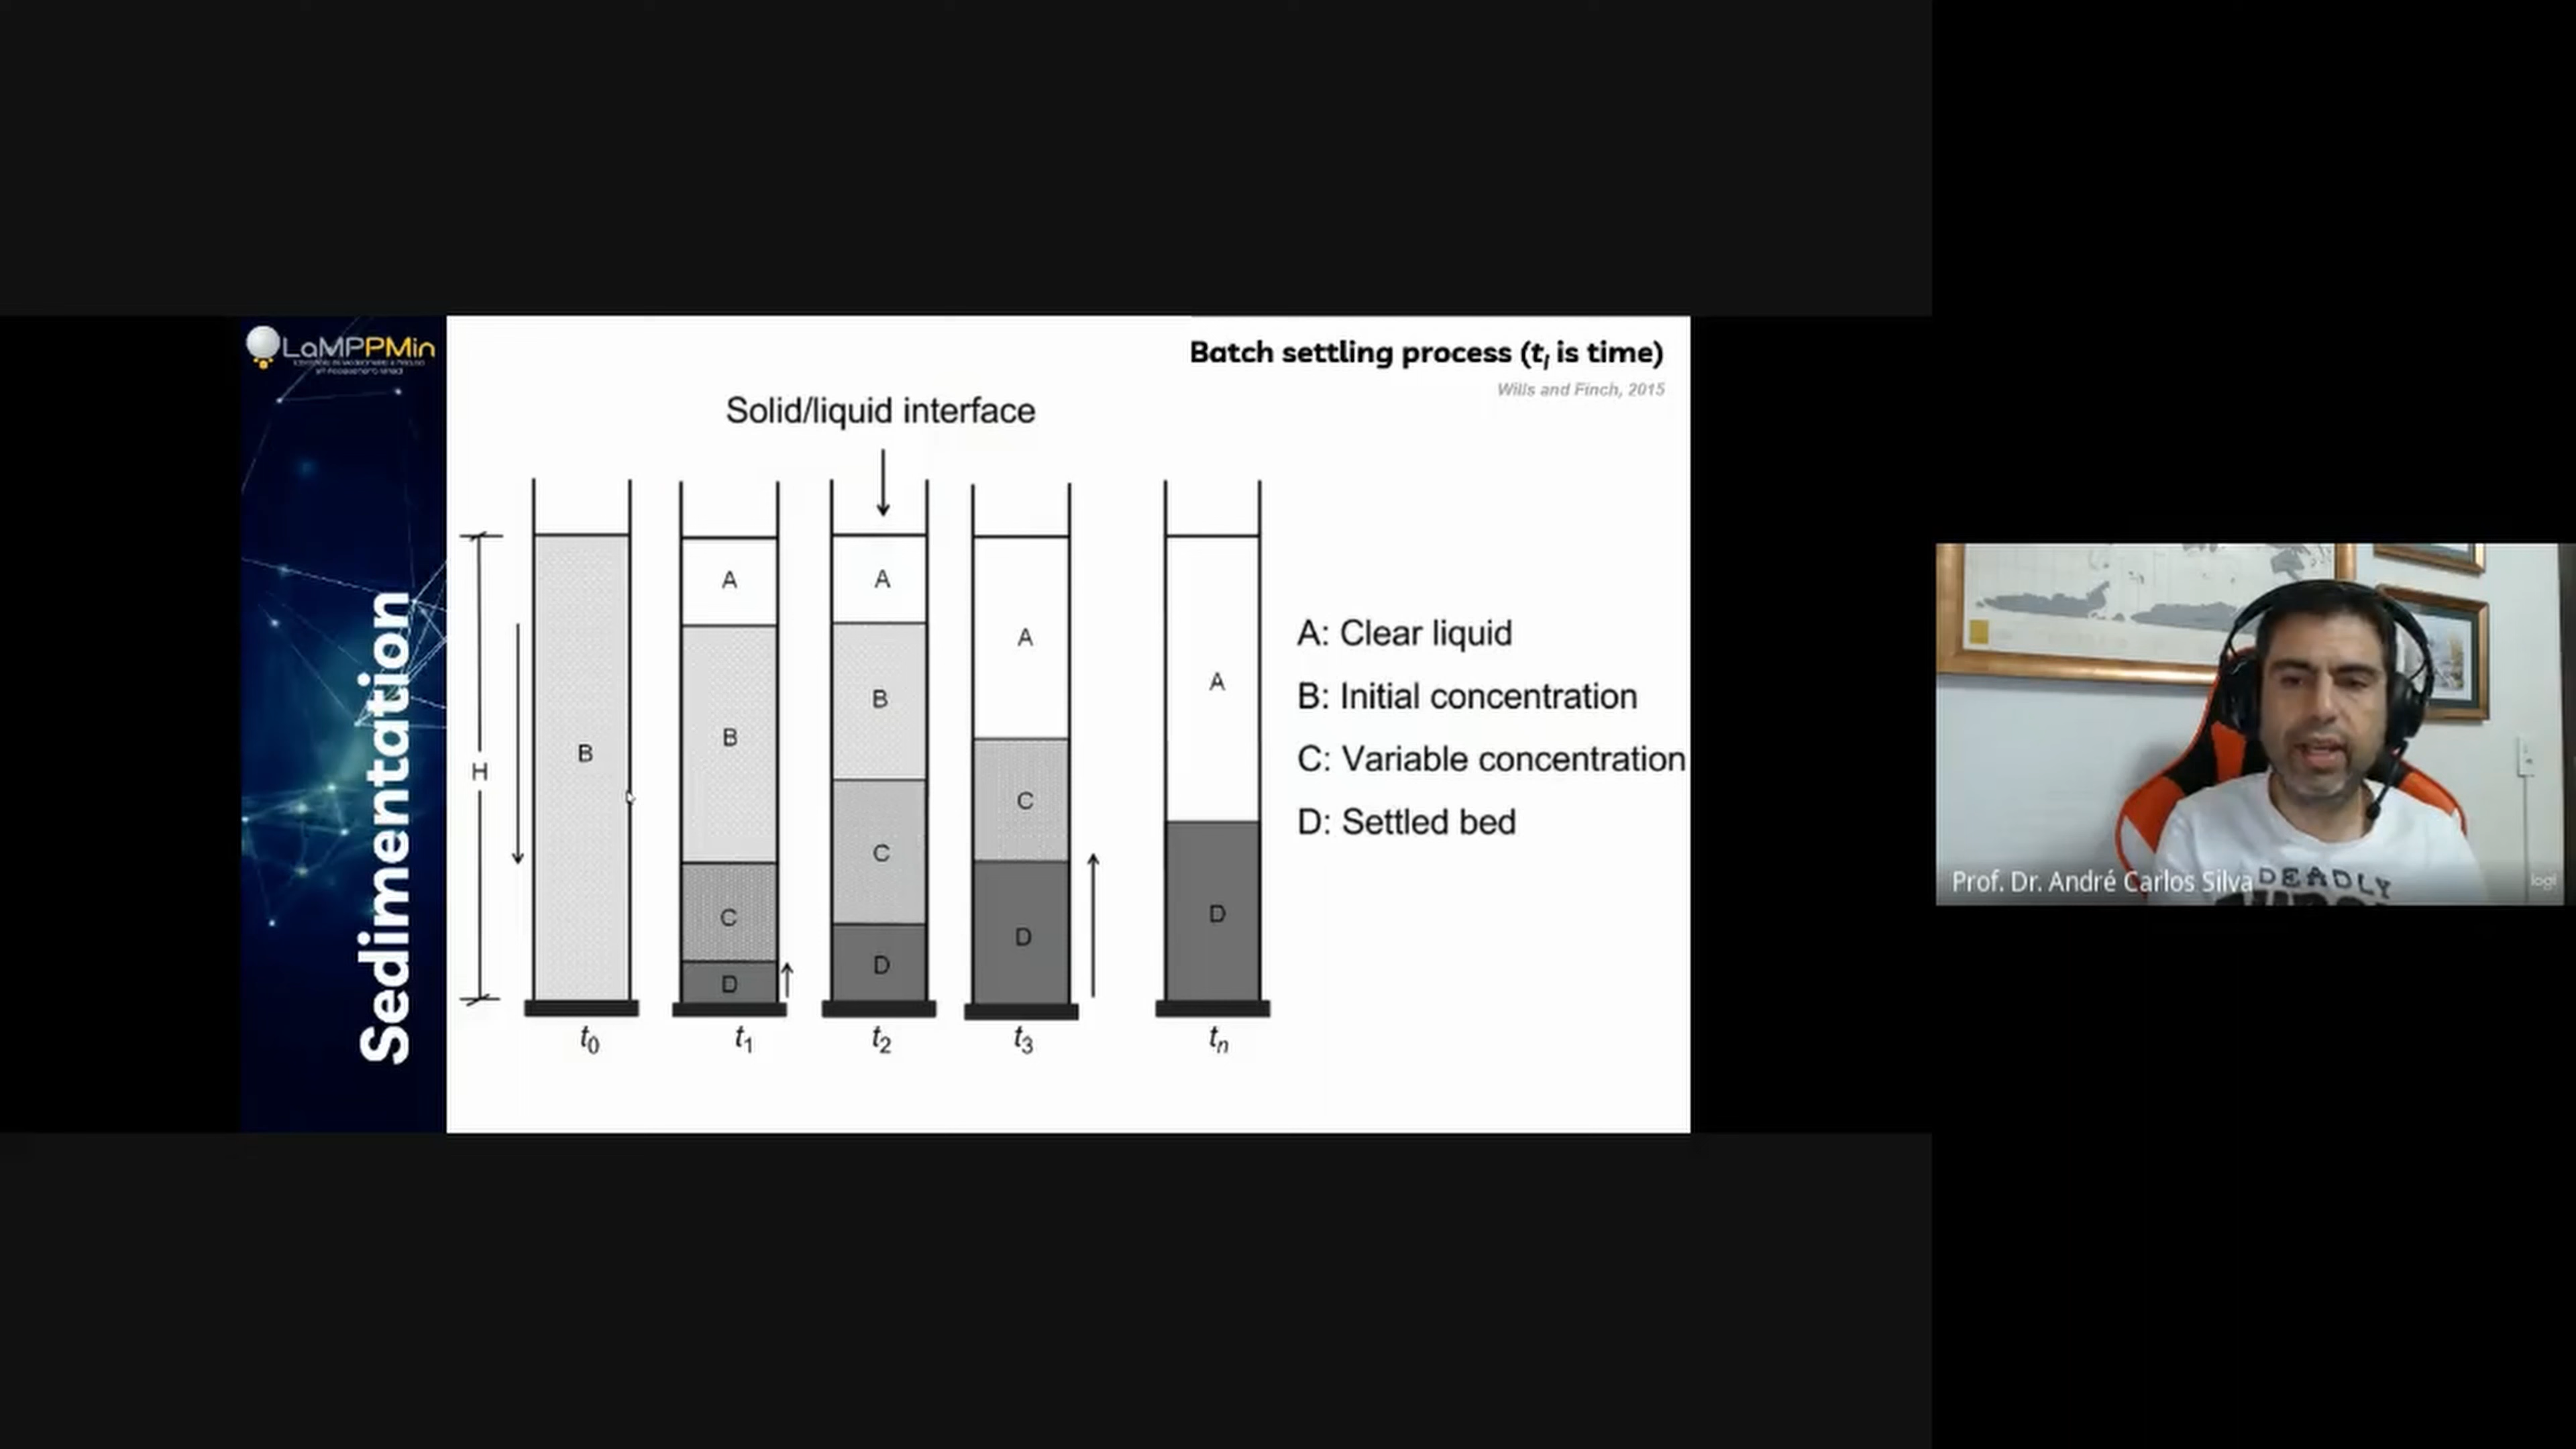 LaMPPMin
Batch settling process (ti is time)
Wills and Finch, 2015
Sedimentation
Solid/liquid interface
H
B
A
B
C
D
A
B
C
D
A
C
D
A
D
t0
t1
t2
t3
tn
A: Clear liquid
B: Initial concentration
C: Variable concentration
D: Settled bed
Prof. Dr. André Carlos Silva
DEADLY
logi